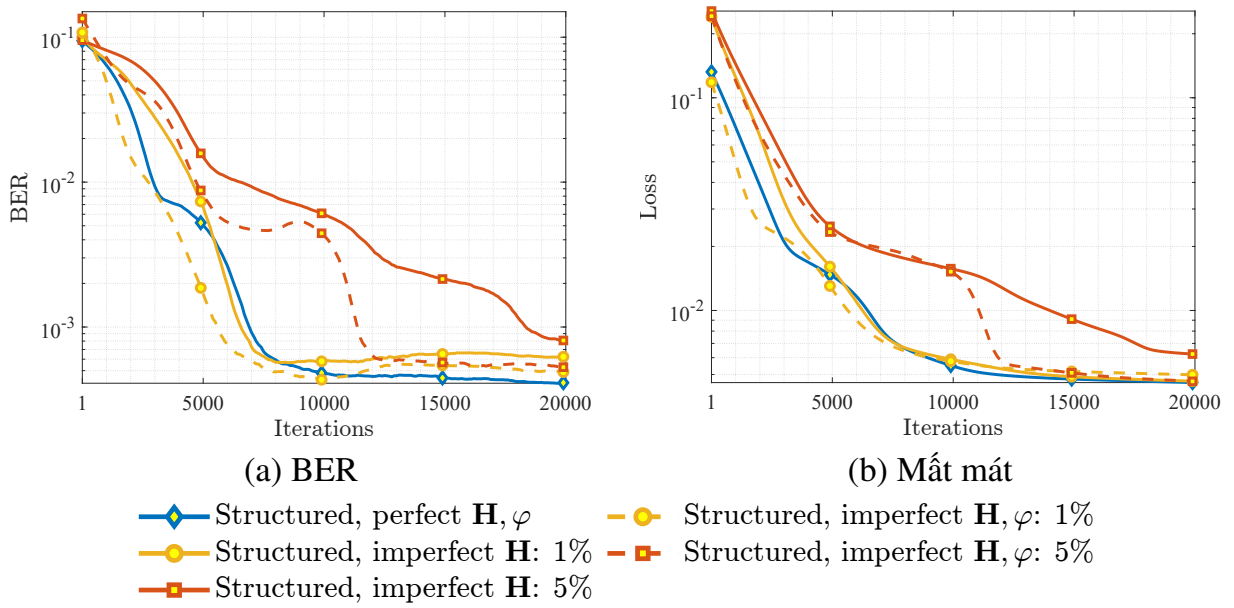 10⁻¹
10⁻²
10⁻³
BER
1 5000 10000 15000 20000
Iterations
(a) BER
10⁻¹
10⁻²
Loss
1 5000 10000 15000 20000
Iterations
(b) Mất mát
Structured, perfect H, φ
Structured, imperfect H: 1%
Structured, imperfect H: 5%
Structured, imperfect H, φ: 1%
Structured, imperfect H, φ: 5%